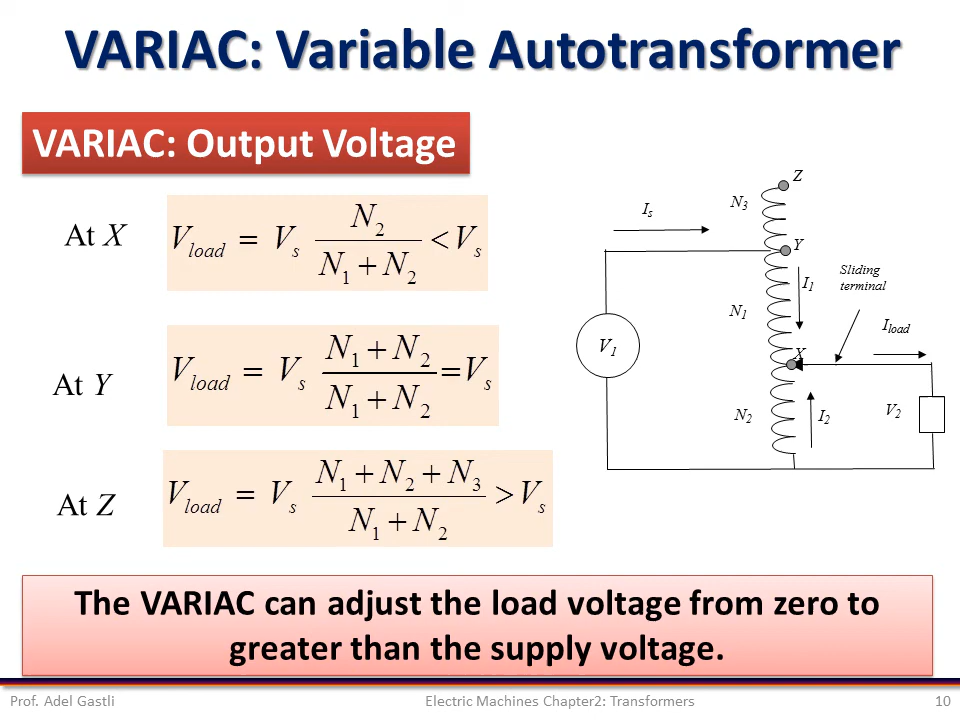 VARIAC: Variable Autotransformer
VARIAC: Output Voltage
At X
V_load = V_s N_2 / (N_1 + N_2) < V_s
At Y
V_load = V_s (N_1 + N_2) / (N_1 + N_2) = V_s
At Z
V_load = V_s (N_1 + N_2 + N_3) / (N_1 + N_2) > V_s
Z
N_3
I_s
Y
Sliding
terminal
I_1
N_1
I_load
V_1
X
N_2
I_2
V_2
The VARIAC can adjust the load voltage from zero to
greater than the supply voltage.
Prof. Adel Gastli
Electric Machines Chapter2: Transformers
10